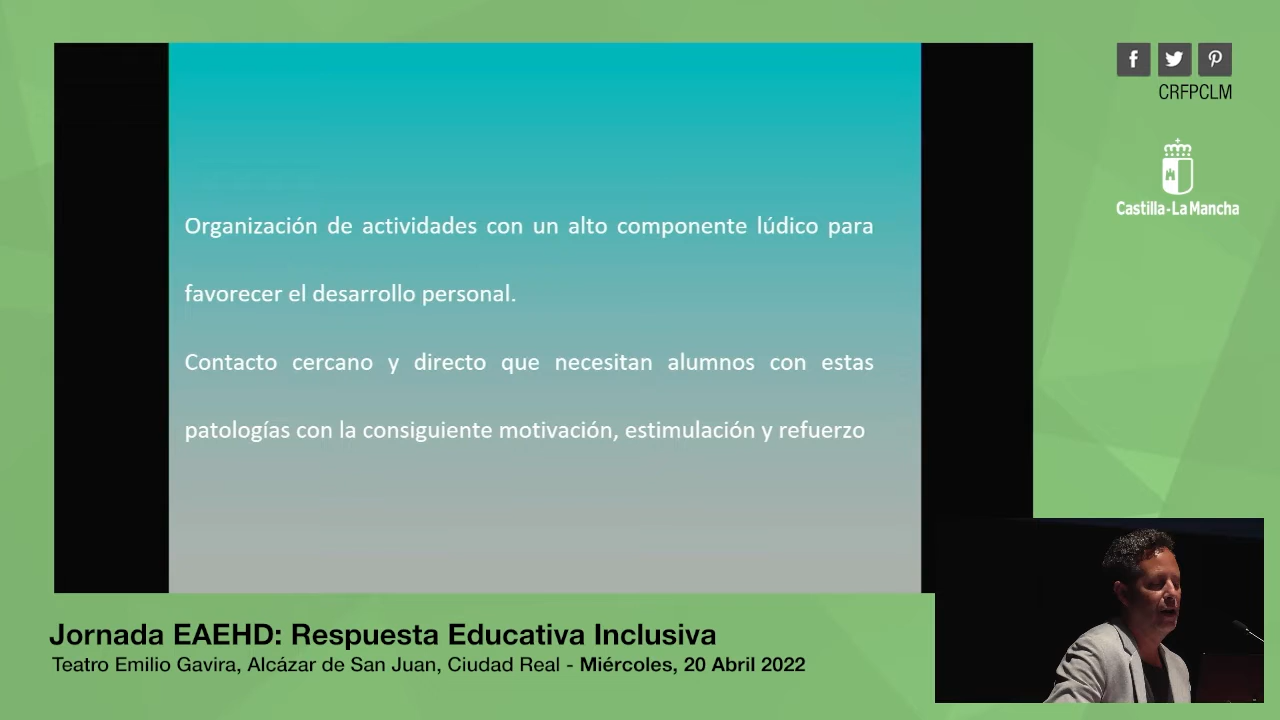 Organización de actividades con un alto componente lúdico para
favorecer el desarrollo personal.
Contacto cercano y directo que necesitan alumnos con estas
patologías con la consiguiente motivación, estimulación y refuerzo
CRFPCLM
Castilla-La Mancha
Jornada EAEHD: Respuesta Educativa Inclusiva
Teatro Emilio Gavira, Alcázar de San Juan, Ciudad Real - Miércoles, 20 Abril 2022